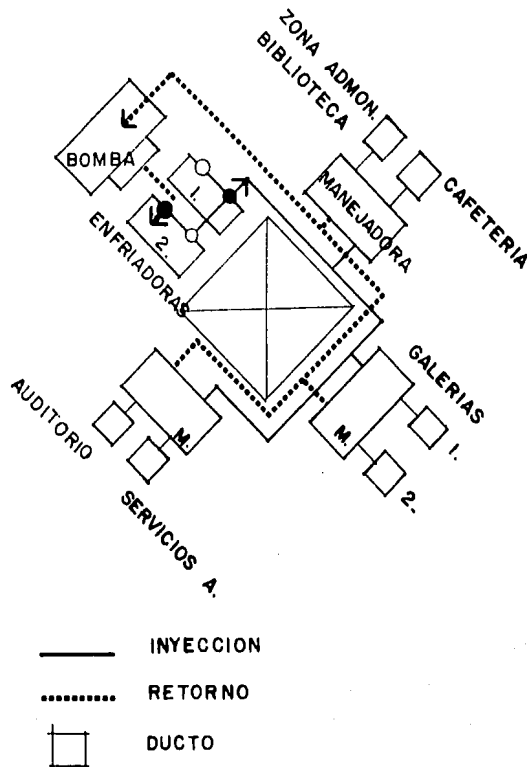 ZONA ADMON.
BIBLIOTECA
CAFETERIA
BOMBA
MANEJADORA
1.
2.
ENFRIADORAS
GALERIAS
1.
2.
M.
M.
AUDITORIO
SERVICIOS A.
INYECCION
RETORNO
DUCTO